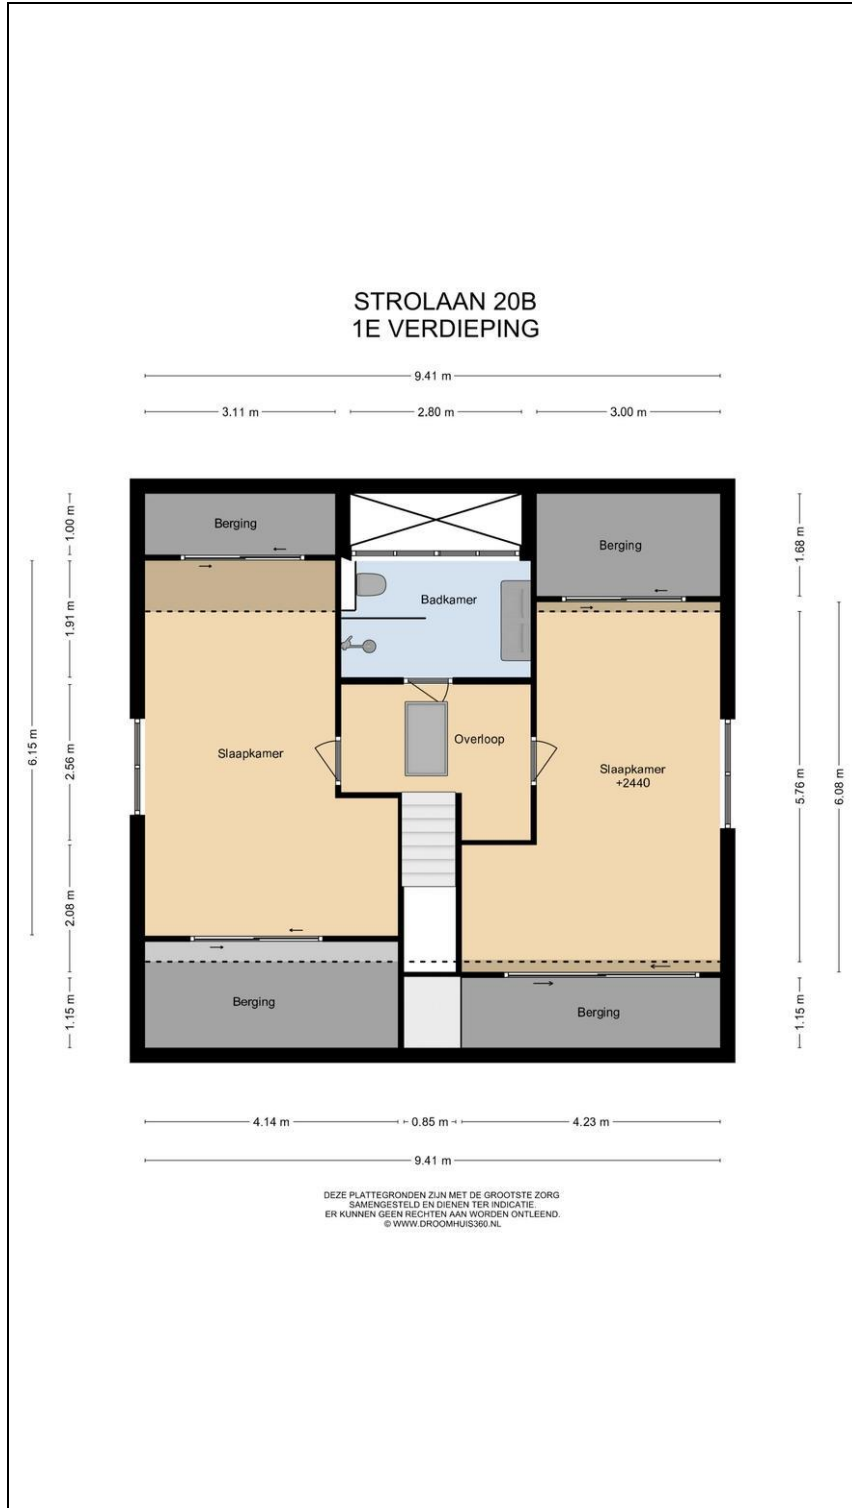 STROLAAN 20B
1E VERDIEPING
9.41 m
3.11 m
2.80 m
3.00 m
1.00 m
Berging
Berging
1.68 m
1.91 m
Badkamer
6.15 m
2.56 m
Slaapkamer
Overloop
Slaapkamer
+2440
5.76 m
6.08 m
2.08 m
1.15 m
Berging
Berging
1.15 m
4.14 m
0.85 m
4.23 m
9.41 m
DEZE PLATTEGRONDEN ZIJN MET DE GROOTSTE ZORG
SAMENGESTELD EN DIENEN TER INDICATIE.
ER KUNNEN GEEN RECHTEN AAN WORDEN ONTLEEND.
© WWW.DROOMHUIS360.NL